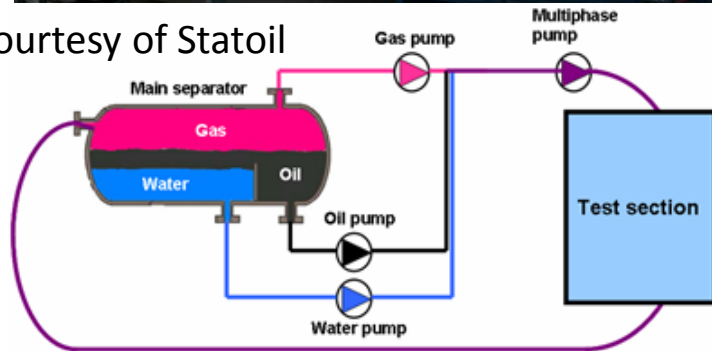 ourtesy of Statoil
Multiphase
pump
Gas pump
Main separator
Gas
Oil
Water
Test section
Oil pump
Water pump